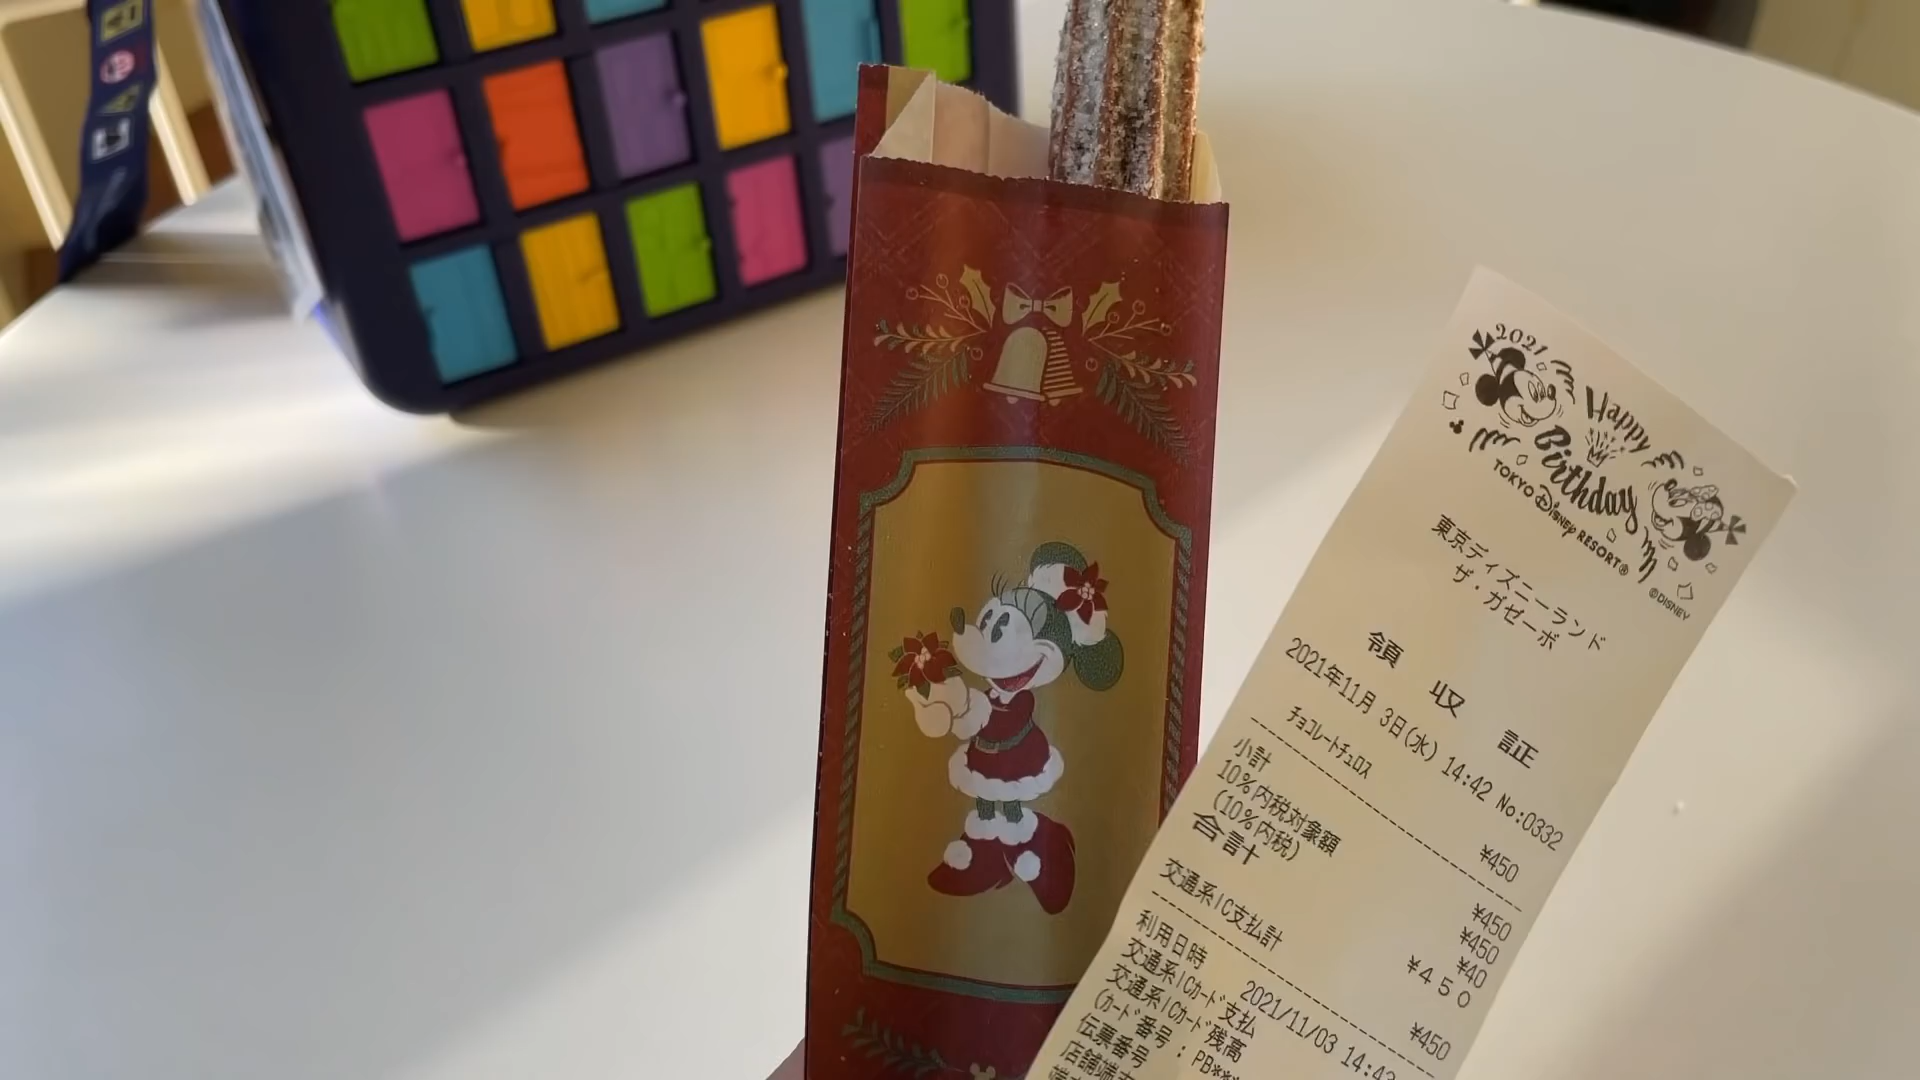 2021
Happy
Birthday
TOKYO DISNEY RESORT®
©DISNEY
東京ディズニーランド
ザ・ガゼーボ
領 収 証
2021年11月 3日(水) 14:42 No:0332
チョコレートチュロス ¥450
小計 ¥450
10%内税対象額 ¥450
(10%内税) ¥40
合計 ¥450
交通系IC支払計 ¥450
利用日時 2021/11/03 14:43
交通系ICカード支払
交通系ICカード残高
(カード番号 : PB***
伝票番号
店舗端末